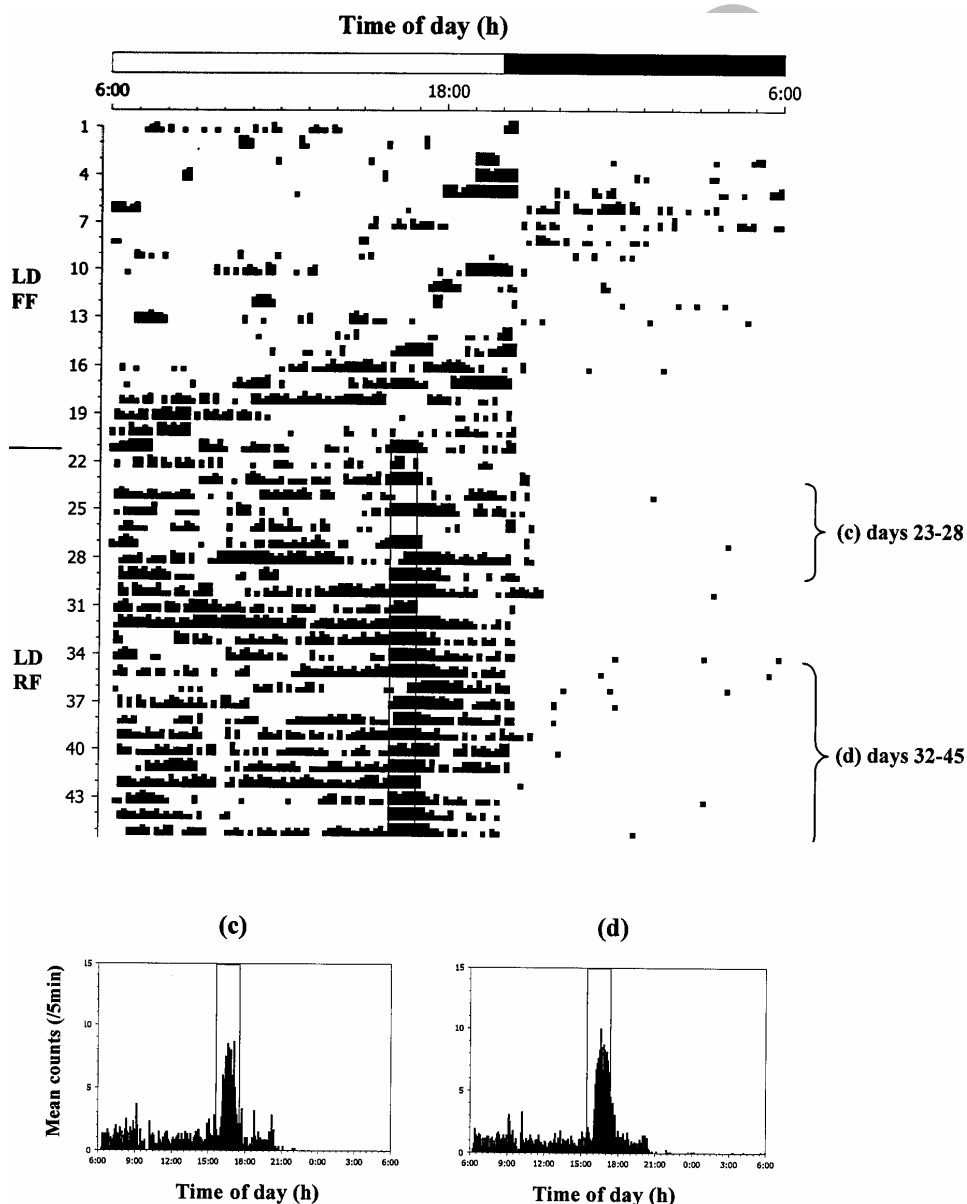 Time of day (h)
6:00 18:00 6:00
1
4
7
10
13
16
19
22
25
28
31
34
37
40
43
LD
FF
LD
RF
(c) days 23-28
(d) days 32-45
(c)
(d)
Mean counts (/5min)
15
10
5
0
6:00 9:00 12:00 15:00 18:00 21:00 0:00 3:00 6:00
Time of day (h)
15
10
5
0
6:00 9:00 12:00 15:00 18:00 21:00 0:00 3:00 6:00
Time of day (h)